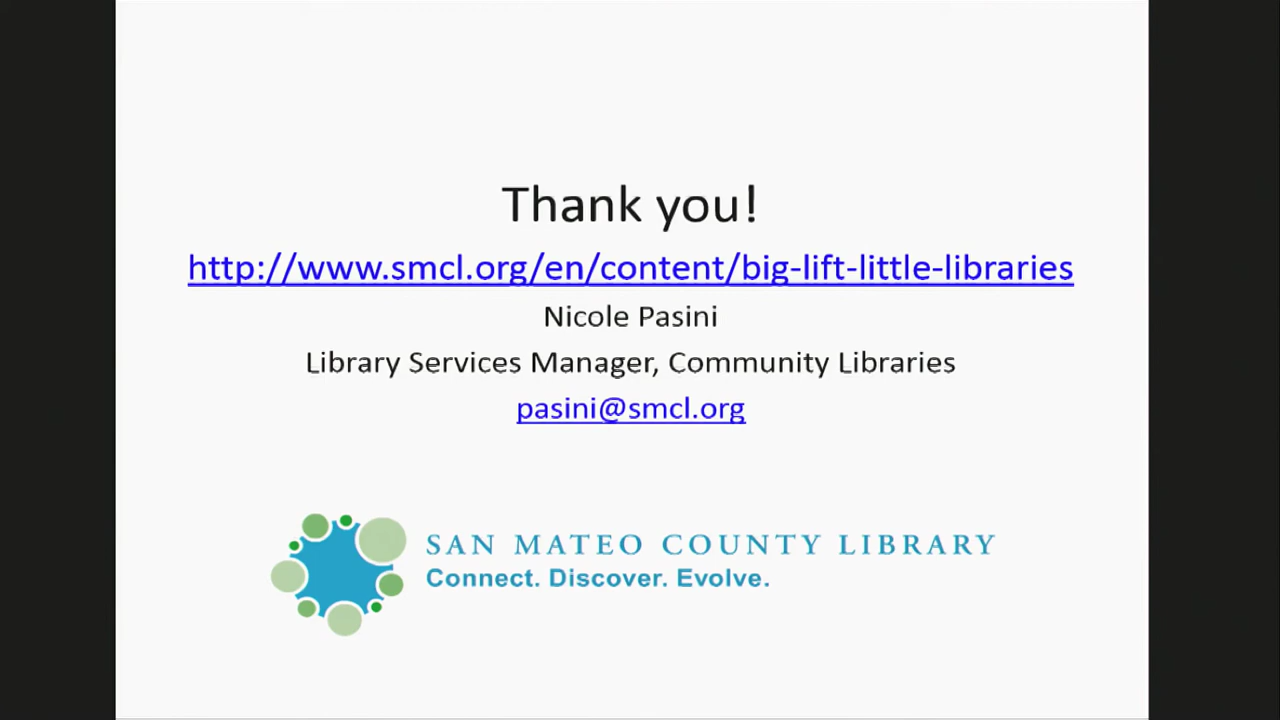 Thank you!
http://www.smcl.org/en/content/big-lift-little-libraries
Nicole Pasini
Library Services Manager, Community Libraries
pasini@smcl.org
SAN MATEO COUNTY LIBRARY
Connect. Discover. Evolve.